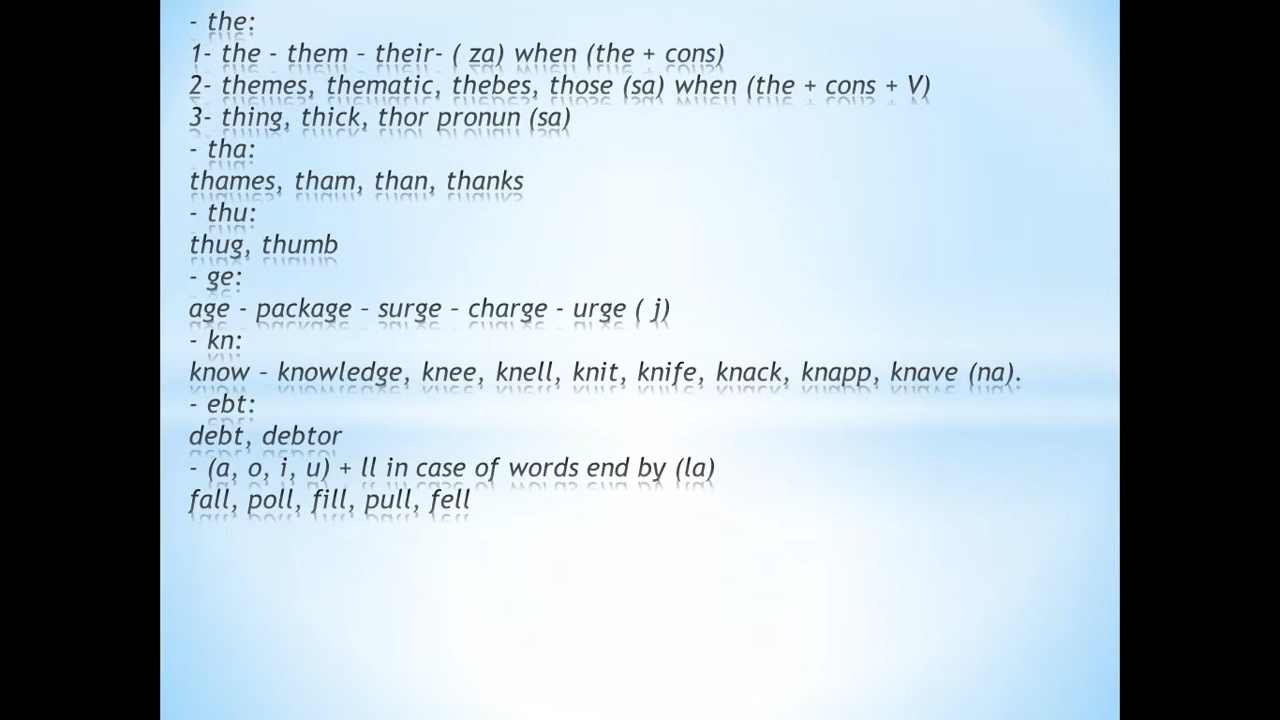 - the:
1- the - them – their- ( za) when (the + cons)
2- themes, thematic, thebes, those (sa) when (the + cons + V)
3- thing, thick, thor pronun (sa)
- tha:
thames, tham, than, thanks
- thu:
thug, thumb
- ge:
age - package – surge – charge - urge ( j)
- kn:
know – knowledge, knee, knell, knit, knife, knack, knapp, knave (na).
- ebt:
debt, debtor
- (a, o, i, u) + ll in case of words end by (la)
fall, poll, fill, pull, fell